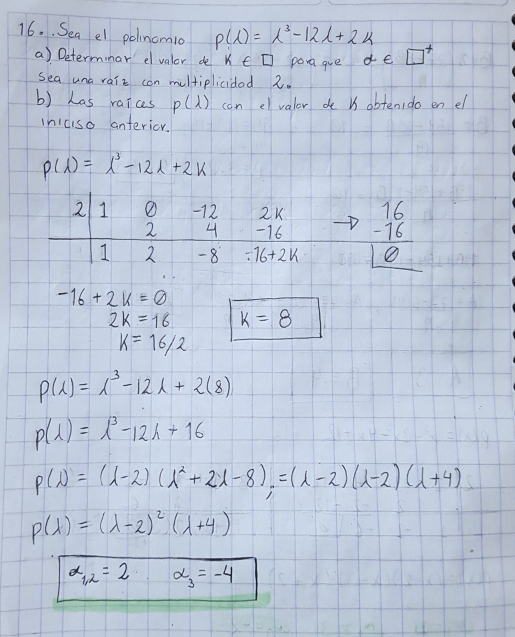 16. Sea el polinomio p(λ) = λ³ - 12λ + 2K
a) Determinar el valor de K ∈ □ para que α ∈ □⁺
sea una raíz con multiplicidad 2.
b) Las raíces p(λ) con el valor de K obtenido en el
inciiso anterior.
p(λ) = λ³ - 12λ + 2K
2 | 1 0 -12 2K → 16
2 4 -16 -16
1 2 -8 -16+2K 0
-16 + 2K = 0
2K = 16 K = 8
K = 16/2
p(λ) = λ³ - 12λ + 2(8)
p(λ) = λ³ - 12λ + 16
p(λ) = (λ-2) (λ² + 2λ - 8) ; = (λ-2)(λ-2)(λ+4)
p(λ) = (λ-2)² (λ+4)
α₁,₂ = 2 α₃ = -4